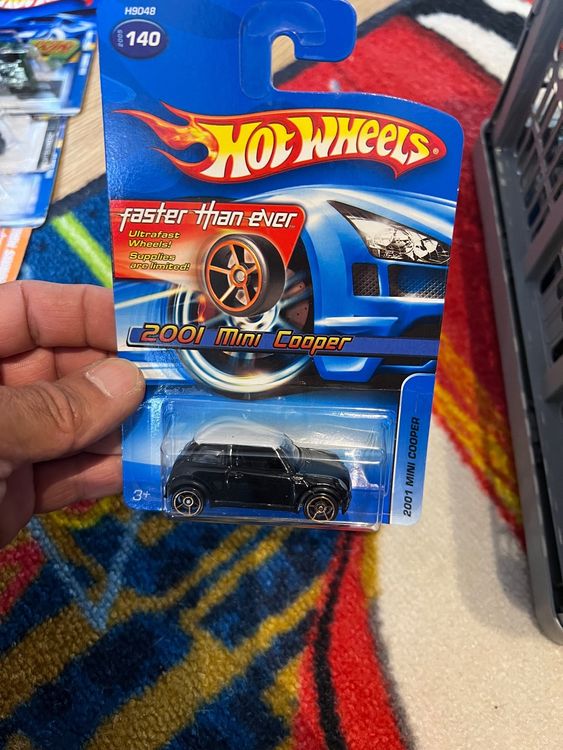 H9048
2005
140
HOT WHEELS®
faster than ever
Ultrafast
Wheels!
Supplies
are limited!
2001 Mini Cooper
2001 MINI COOPER
3+